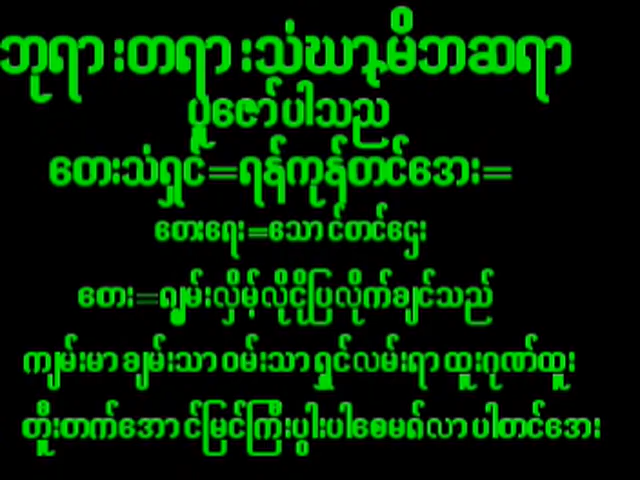 ဘုရား တရား သံဃာ့မိဘဆရာ
ပူဇော်ပါသည်
တေးသံရှင်=ရန်ကုန်တင်အေး=
တေးရေး=သောင်တင်ဌေး
တေး=ရွှမ်းလှိမ့်လိုငိုပြလိုက်ချင်သည်
ကျမ်းမာ ချမ်းသာ ဝမ်းသာ ရွှင်လမ်းရာ ထူးဂုဏ်ထူး
တိုးတက်အောင်မြင်ကြီးပွါးပါစေမင်္ဂလာ ပါတင်အေး